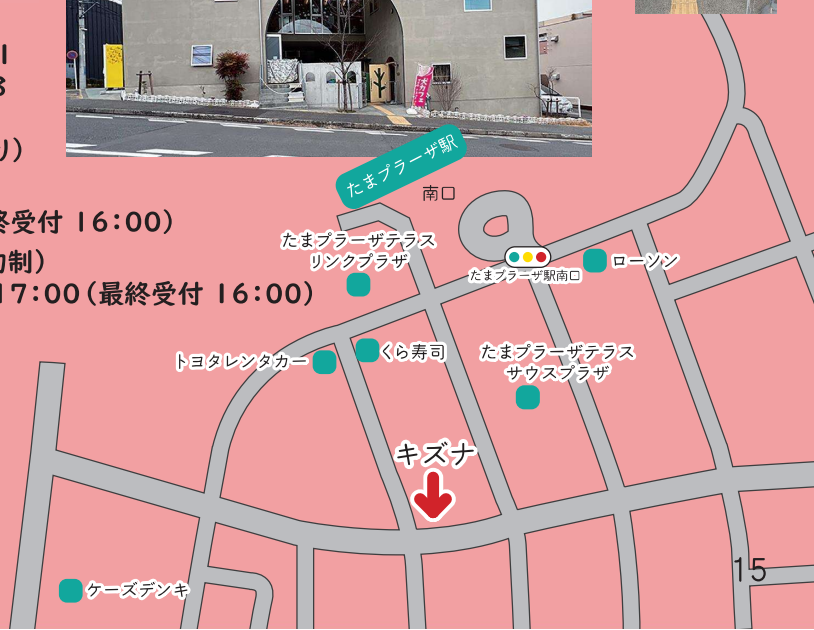 り）
終受付 16:00）
制）
17:00（最終受付 16:00）
たまプラーザ駅
南口
たまプラーザテラス
リンクプラザ
たまプラーザ駅南口
ローソン
トヨタレンタカー
くら寿司
たまプラーザテラス
サウスプラザ
キズナ
ケーズデンキ
15